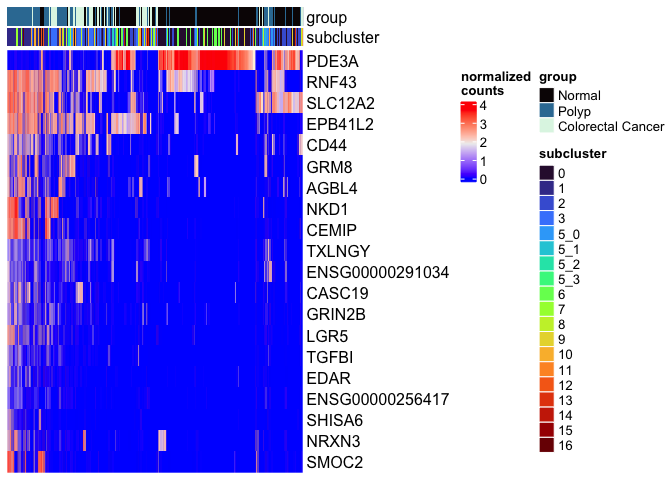 group
subcluster
PDE3A
RNF43
SLC12A2
EPB41L2
CD44
GRM8
AGBL4
NKD1
CEMIP
TXLNGY
ENSG00000291034
CASC19
GRIN2B
LGR5
TGFBI
EDAR
ENSG00000256417
SHISA6
NRXN3
SMOC2
normalized
counts
4
3
2
1
0
group
Normal
Polyp
Colorectal Cancer
subcluster
0
1
2
3
5_0
5_1
5_2
5_3
6
7
8
9
10
11
12
13
14
15
16